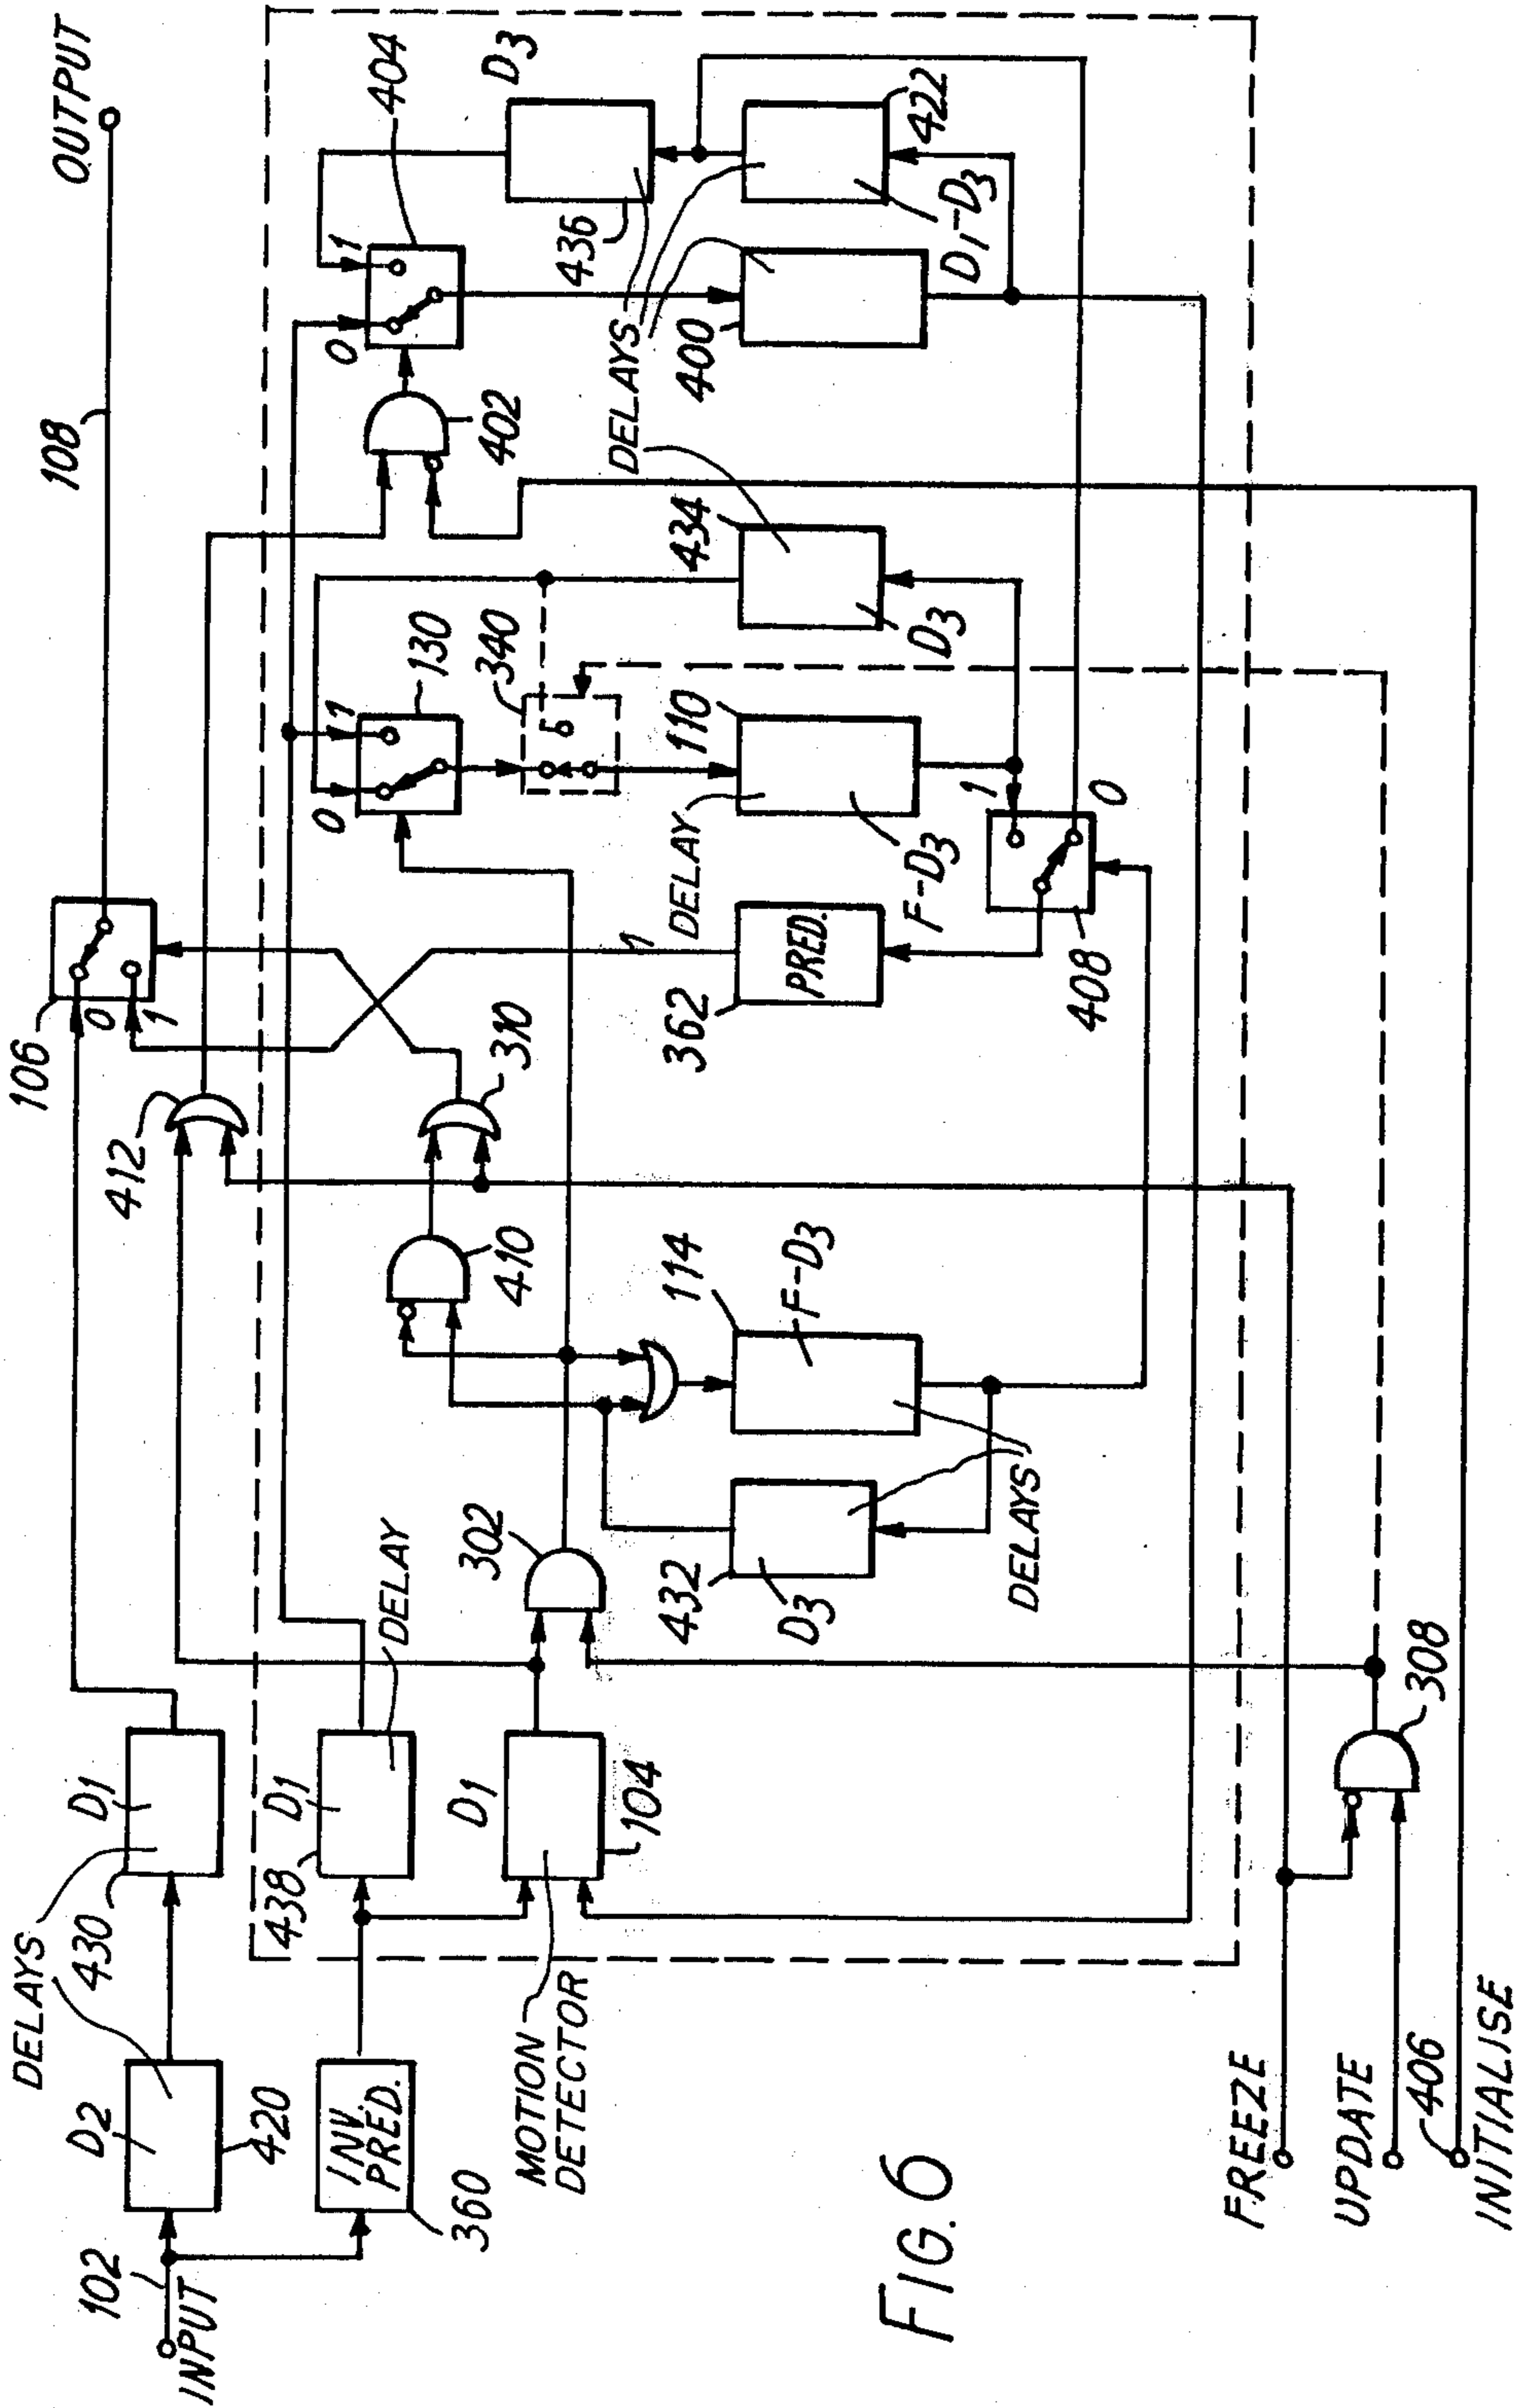 INPUT
102
D2
420
DELAYS
430
D1
INV.
PRED.
360
438
D1
DELAY
MOTION
DETECTOR
D1
104
302
412
106
0
1
108
OUTPUT
410
310
432
D3
114
F-D3
DELAYS
362
PRED.
1
DELAY
110
F-D3
408
1
0
0
1
130
340
434
D3
DELAYS
402
0
1
404
400
436
D3
D1-D3
422
FREEZE
UPDATE
406
INITIALISE
308
FIG. 6